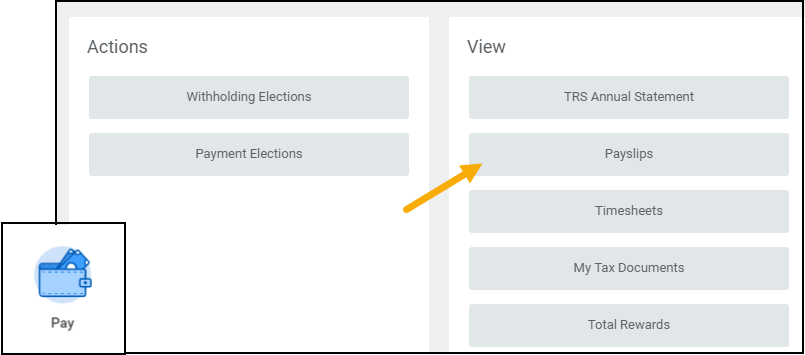 Actions
Withholding Elections
Payment Elections
View
TRS Annual Statement
Payslips
Timesheets
My Tax Documents
Total Rewards
Pay